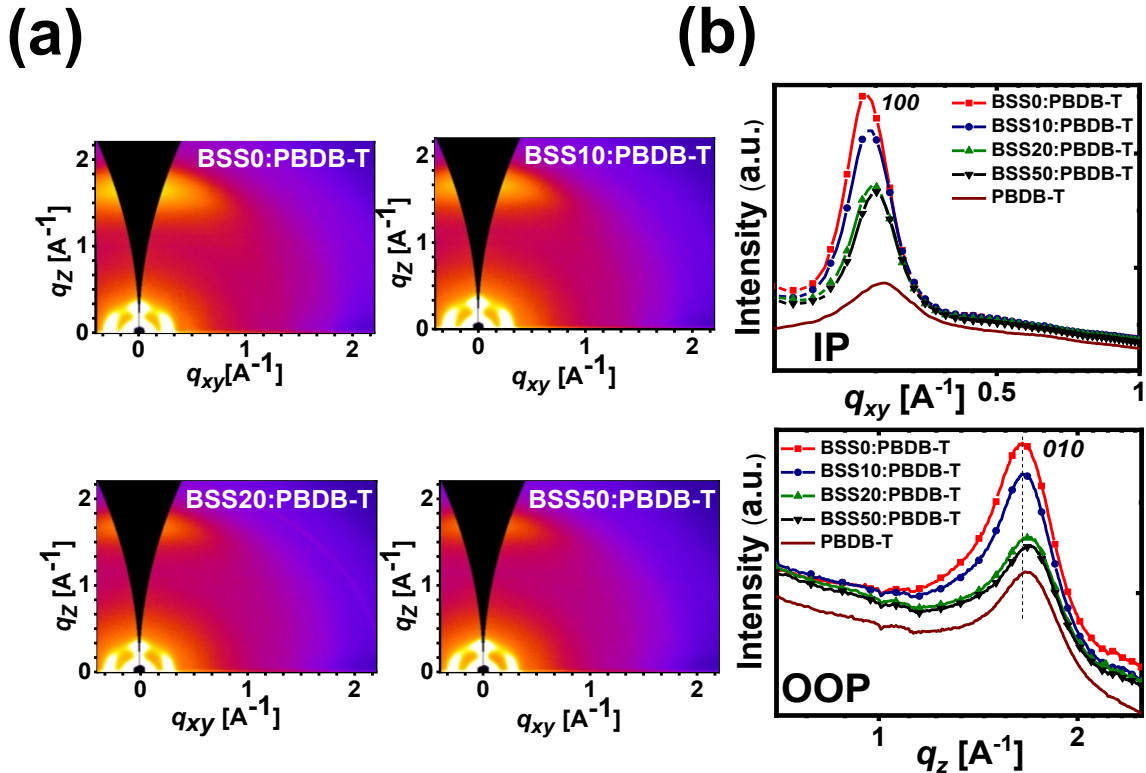 (a)
BSS0:PBDB-T
2
1
0
qz [A-1]
0
1
2
qxy[A-1]
BSS10:PBDB-T
2
1
0
qz [A-1]
0
1
2
qxy [A-1]
BSS20:PBDB-T
2
1
0
qz [A-1]
0
1
2
qxy [A-1]
BSS50:PBDB-T
2
1
0
qz [A-1]
0
1
2
qxy [A-1]
(b)
Intensity (a.u.)
100
BSS0:PBDB-T
BSS10:PBDB-T
BSS20:PBDB-T
BSS50:PBDB-T
PBDB-T
IP
0.5
1
qxy [A-1]
Intensity (a.u.)
BSS0:PBDB-T
BSS10:PBDB-T
BSS20:PBDB-T
BSS50:PBDB-T
PBDB-T
010
OOP
1
2
qz [A-1]